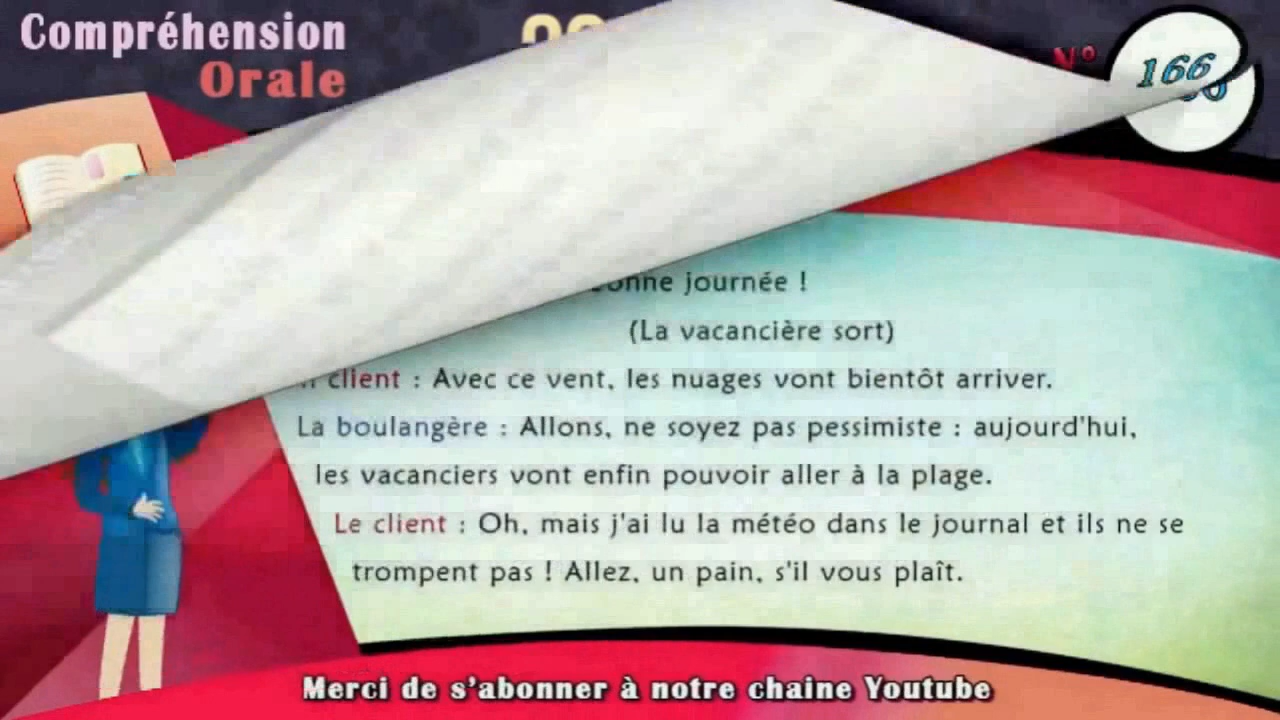 Compréhension
Orale
N°
166
journée !
(La vacancière sort)
client : Avec ce vent, les nuages vont bientôt arriver.
La boulangère : Allons, ne soyez pas pessimiste : aujourd'hui,
les vacanciers vont enfin pouvoir aller à la plage.
Le client : Oh, mais j'ai lu la météo dans le journal et ils ne se
trompent pas ! Allez, un pain, s'il vous plaît.
Merci de s'abonner à notre chaine Youtube